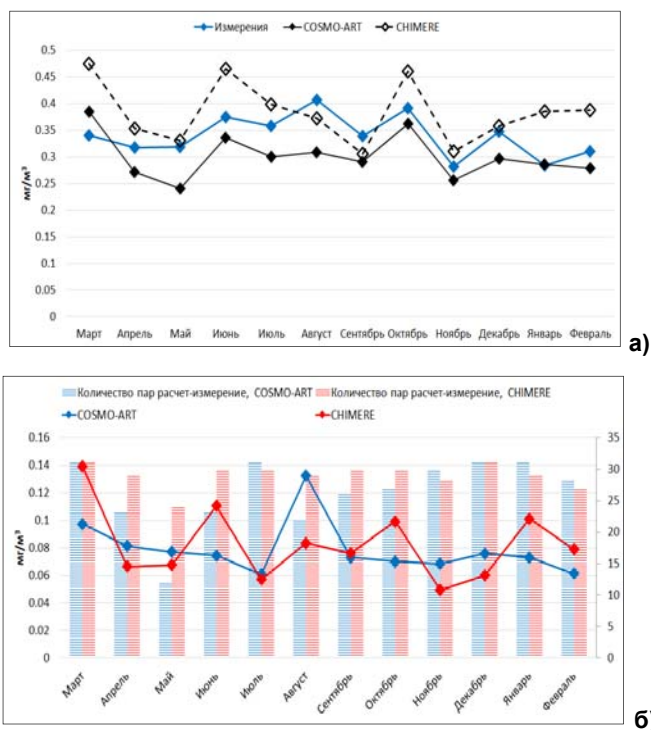 Измерения COSMO-ART CHIMERE
0.5
0.45
0.4
0.35
0.3
0.25
0.2
0.15
0.1
0.05
0
мг/м³
Март Апрель Май Июнь Июль Август Сентябрь Октябрь Ноябрь Декабрь Январь Февраль
а)
Количество пар расчет-измерение, COSMO-ART Количество пар расчет-измерение, CHIMERE
COSMO-ART CHIMERE
0.16 35
0.14 30
0.12 25
0.1 20
0.08 15
0.06 10
0.04 5
0.02 0
0
мг/м³
Март Апрель Май Июнь Июль Август Сентябрь Октябрь Ноябрь Декабрь Январь Февраль
б)